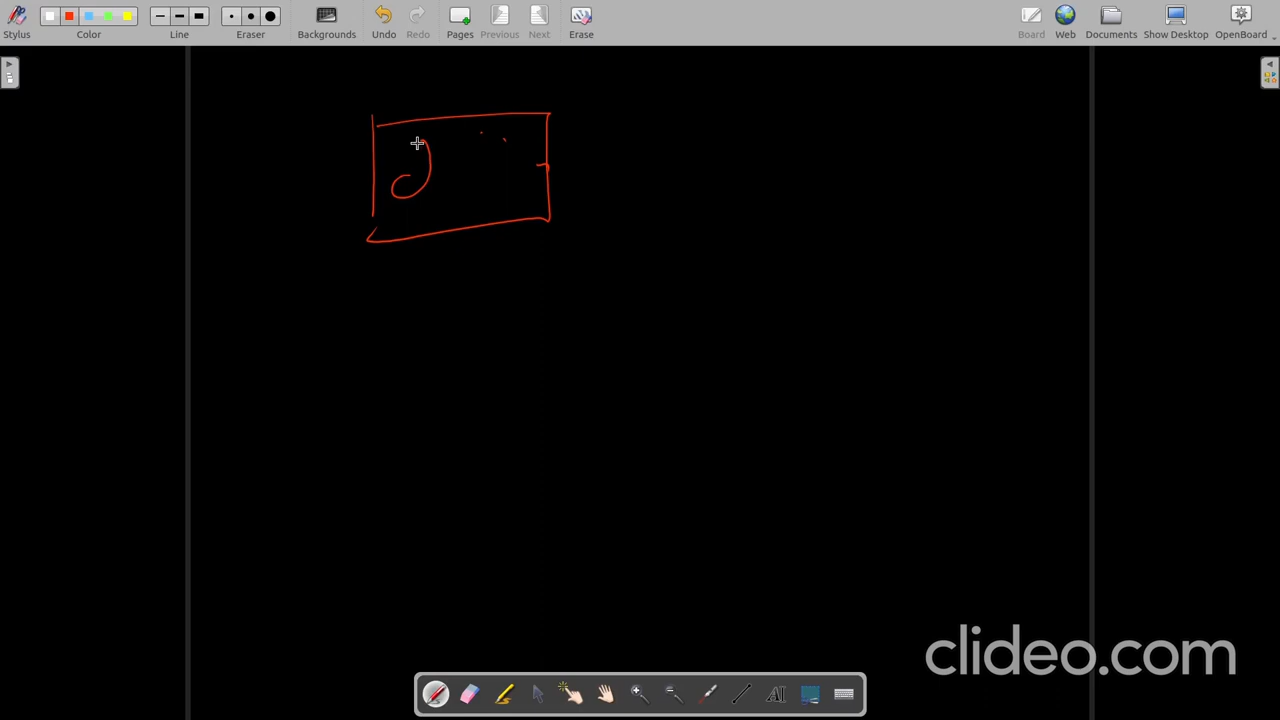 Stylus
Color
Line
Eraser
Backgrounds
Undo
Redo
Pages
Previous
Next
Erase
Board
Web
Documents
Show Desktop
OpenBoard
AI
clideo.com